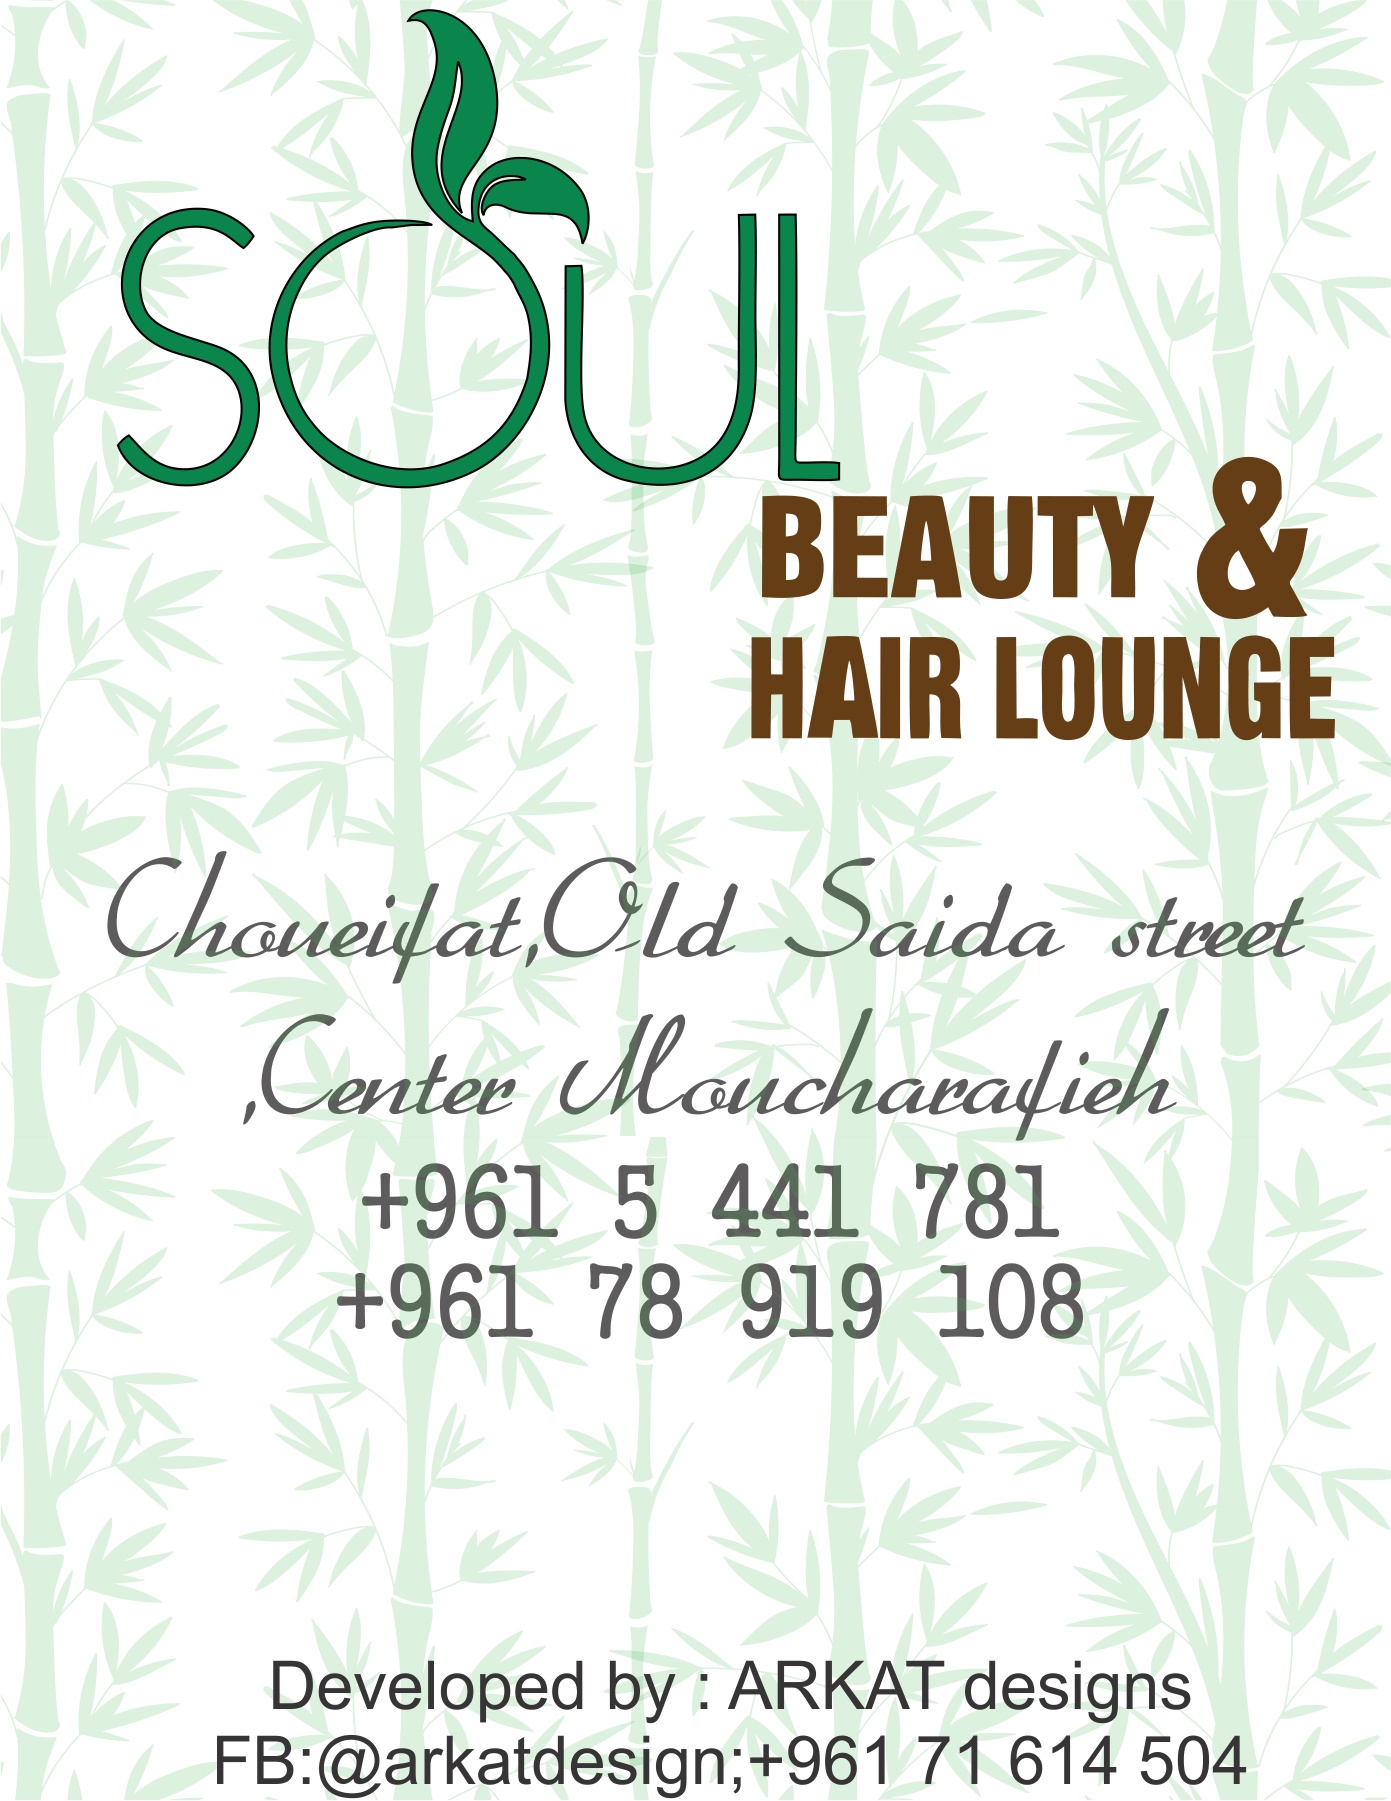 SOUL
BEAUTY &
HAIR LOUNGE
Choueifat,Old Saida street
,Center Moucharafieh
+961 5 441 781
+961 78 919 108
Developed by : ARKAT designs
FB:@arkatdesign;+961 71 614 504